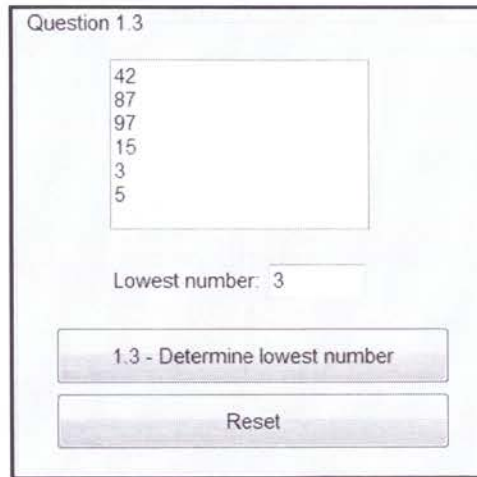 Question 1.3
42
87
97
15
3
5
Lowest number: 3
1.3 - Determine lowest number
Reset